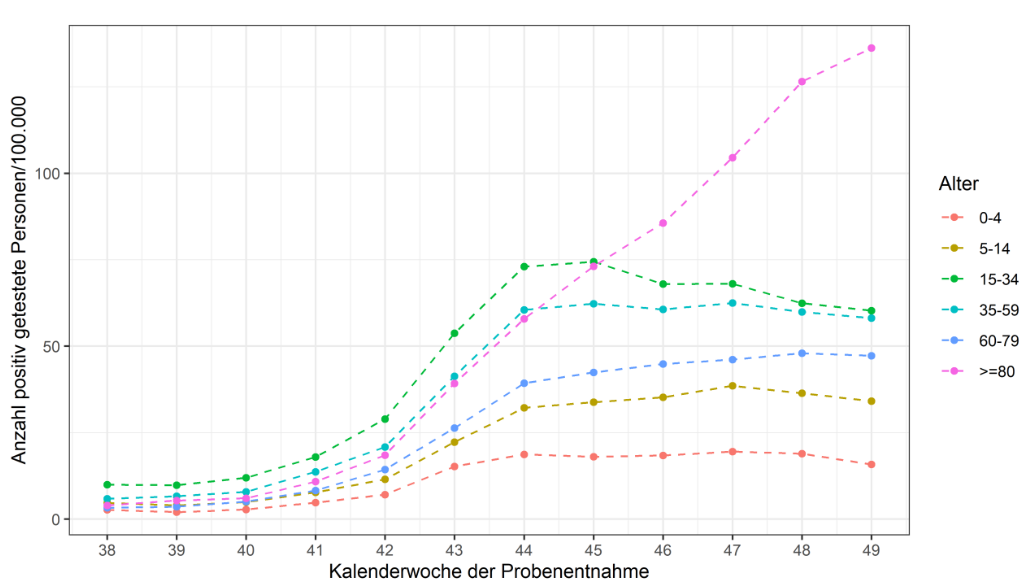 Anzahl positiv getestete Personen/100.000
100
50
0
38 39 40 41 42 43 44 45 46 47 48 49
Kalenderwoche der Probenentnahme
Alter
0-4
5-14
15-34
35-59
60-79
>=80